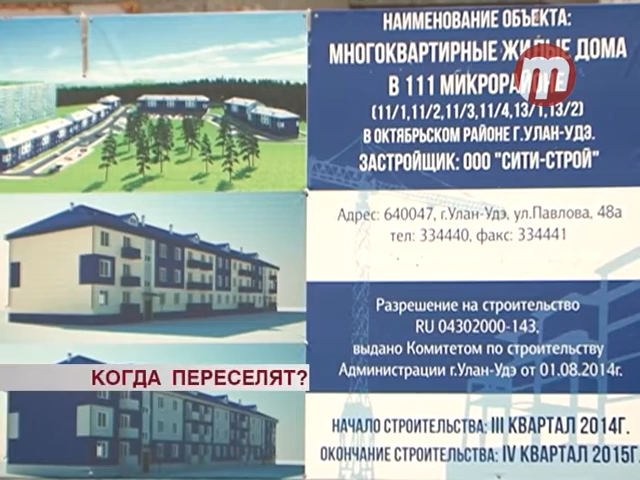 НАИМЕНОВАНИЕ ОБЪЕКТА:
МНОГОКВАРТИРНЫЕ ЖИЛЫЕ ДОМА
В 111 МИКРОРАЙОНЕ
(11/1,11/2,11/3,11/4,13/1,13/2)
В ОКТЯБРЬСКОМ РАЙОНЕ Г.УЛАН-УДЭ.
ЗАСТРОЙЩИК: ООО "СИТИ-СТРОЙ"
Адрес: 640047, г.Улан-Удэ, ул.Павлова, 48а
тел: 334440, факс: 334441
Разрешение на строительство
RU 04302000-143,
выдано Комитетом по строительству
Администрации г.Улан-Удэ от 01.08.2014г.
НАЧАЛО СТРОИТЕЛЬСТВА: III КВАРТАЛ 2014Г.
ОКОНЧАНИЕ СТРОИТЕЛЬСТВА: IV КВАРТАЛ 2015Г.
КОГДА ПЕРЕСЕЛЯТ?